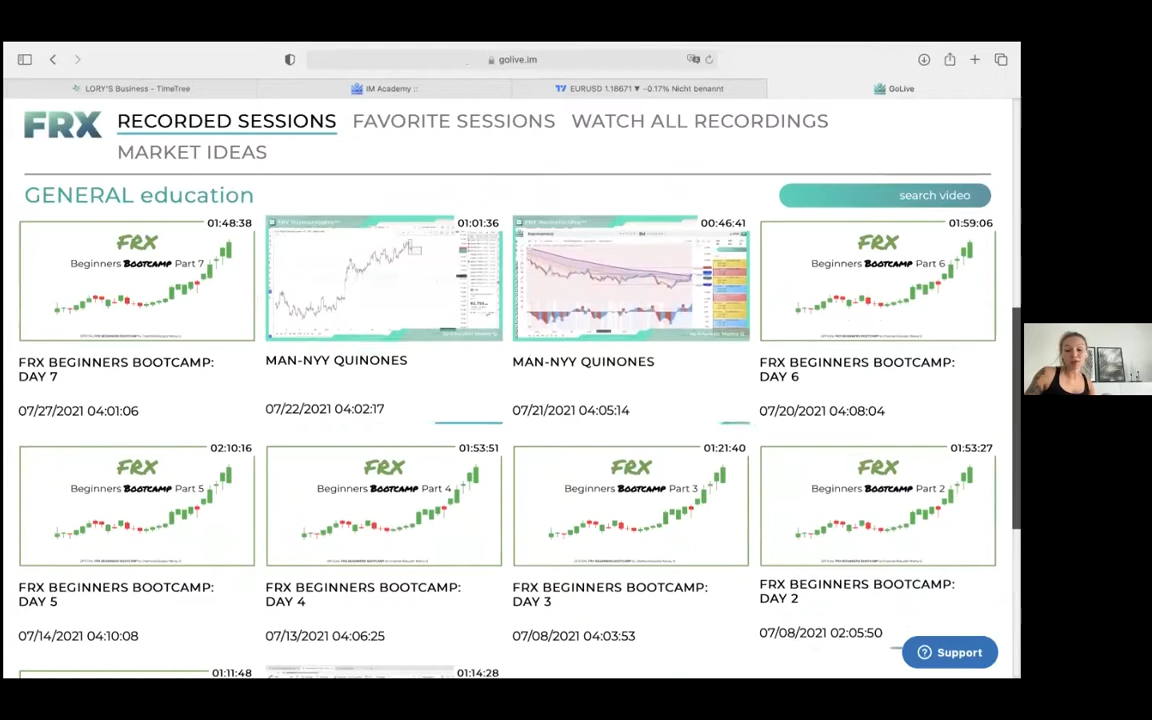 golive.im
LORY'S Business - TimeTree
IM Academy ::
EURUSD 1.18671 ▼ −0.17% Nicht benannt
GoLive
FRX
RECORDED SESSIONS
FAVORITE SESSIONS
WATCH ALL RECORDINGS
MARKET IDEAS
GENERAL education
search video
01:48:38
01:01:36
00:46:41
01:59:06
FRX
Beginners BOOTCAMP Part 7
FRX
Beginners BOOTCAMP Part 6
FRX BEGINNERS BOOTCAMP:
DAY 7
MAN-NYY QUINONES
MAN-NYY QUINONES
FRX BEGINNERS BOOTCAMP:
DAY 6
07/27/2021 04:01:06
07/22/2021 04:02:17
07/21/2021 04:05:14
07/20/2021 04:08:04
02:10:16
01:53:51
01:21:40
01:53:27
FRX
Beginners BOOTCAMP Part 5
FRX
Beginners BOOTCAMP Part 4
FRX
Beginners BOOTCAMP Part 3
FRX
Beginners BOOTCAMP Part 2
FRX BEGINNERS BOOTCAMP:
DAY 5
FRX BEGINNERS BOOTCAMP:
DAY 4
FRX BEGINNERS BOOTCAMP:
DAY 3
FRX BEGINNERS BOOTCAMP:
DAY 2
07/14/2021 04:10:08
07/13/2021 04:06:25
07/08/2021 04:03:53
07/08/2021 02:05:50
Support
01:11:48
01:14:28